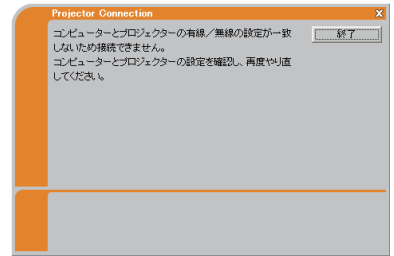 Projector Connection
コンピューターとプロジェクターの有線／無線の設定が一致
しないため接続できません。
コンピューターとプロジェクターの設定を確認し、再度やり直
してください。
終了